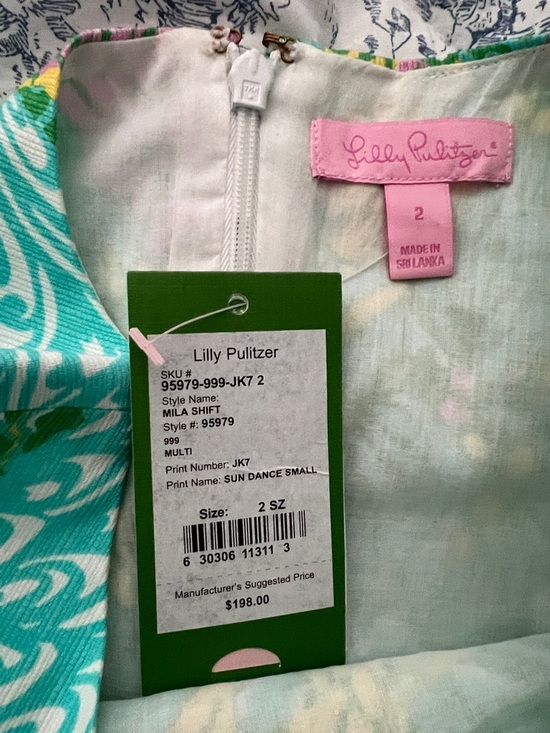 Lilly Pulitzer®
2
MADE IN
SRI LANKA
Lilly Pulitzer
SKU #
95979-999-JK7 2
Style Name:
MILA SHIFT
Style #: 95979
999
MULTI
Print Number: JK7
Print Name: SUN DANCE SMALL
Size: 2 SZ
6 30306 11311 3
Manufacturer's Suggested Price
$198.00